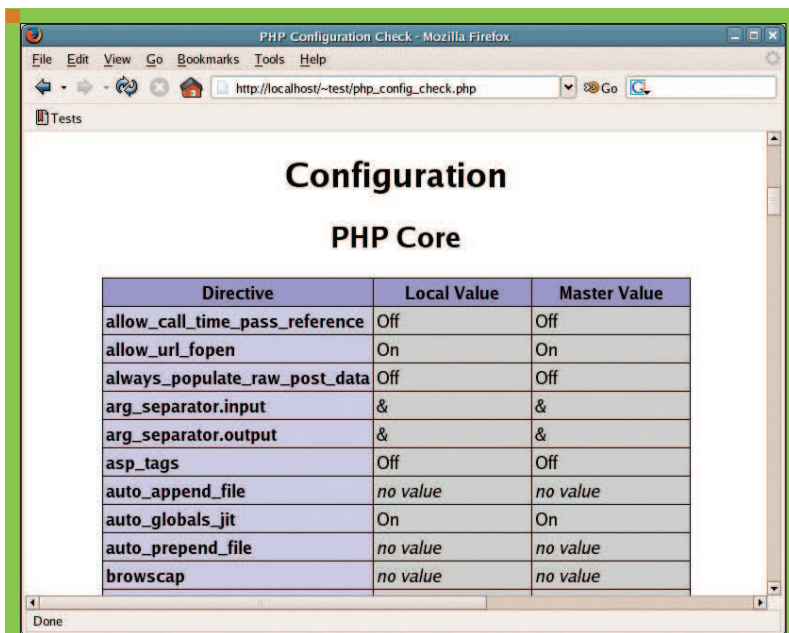 PHP Configuration Check - Mozilla Firefox
File Edit View Go Bookmarks Tools Help
http://localhost/~test/php_config_check.php Go G
Tests
Configuration
PHP Core
Directive Local Value Master Value
allow_call_time_pass_reference Off Off
allow_url_fopen On On
always_populate_raw_post_data Off Off
arg_separator.input & &
arg_separator.output & &
asp_tags Off Off
auto_append_file no value no value
auto_globals_jit On On
auto_prepend_file no value no value
browscap no value no value
Done